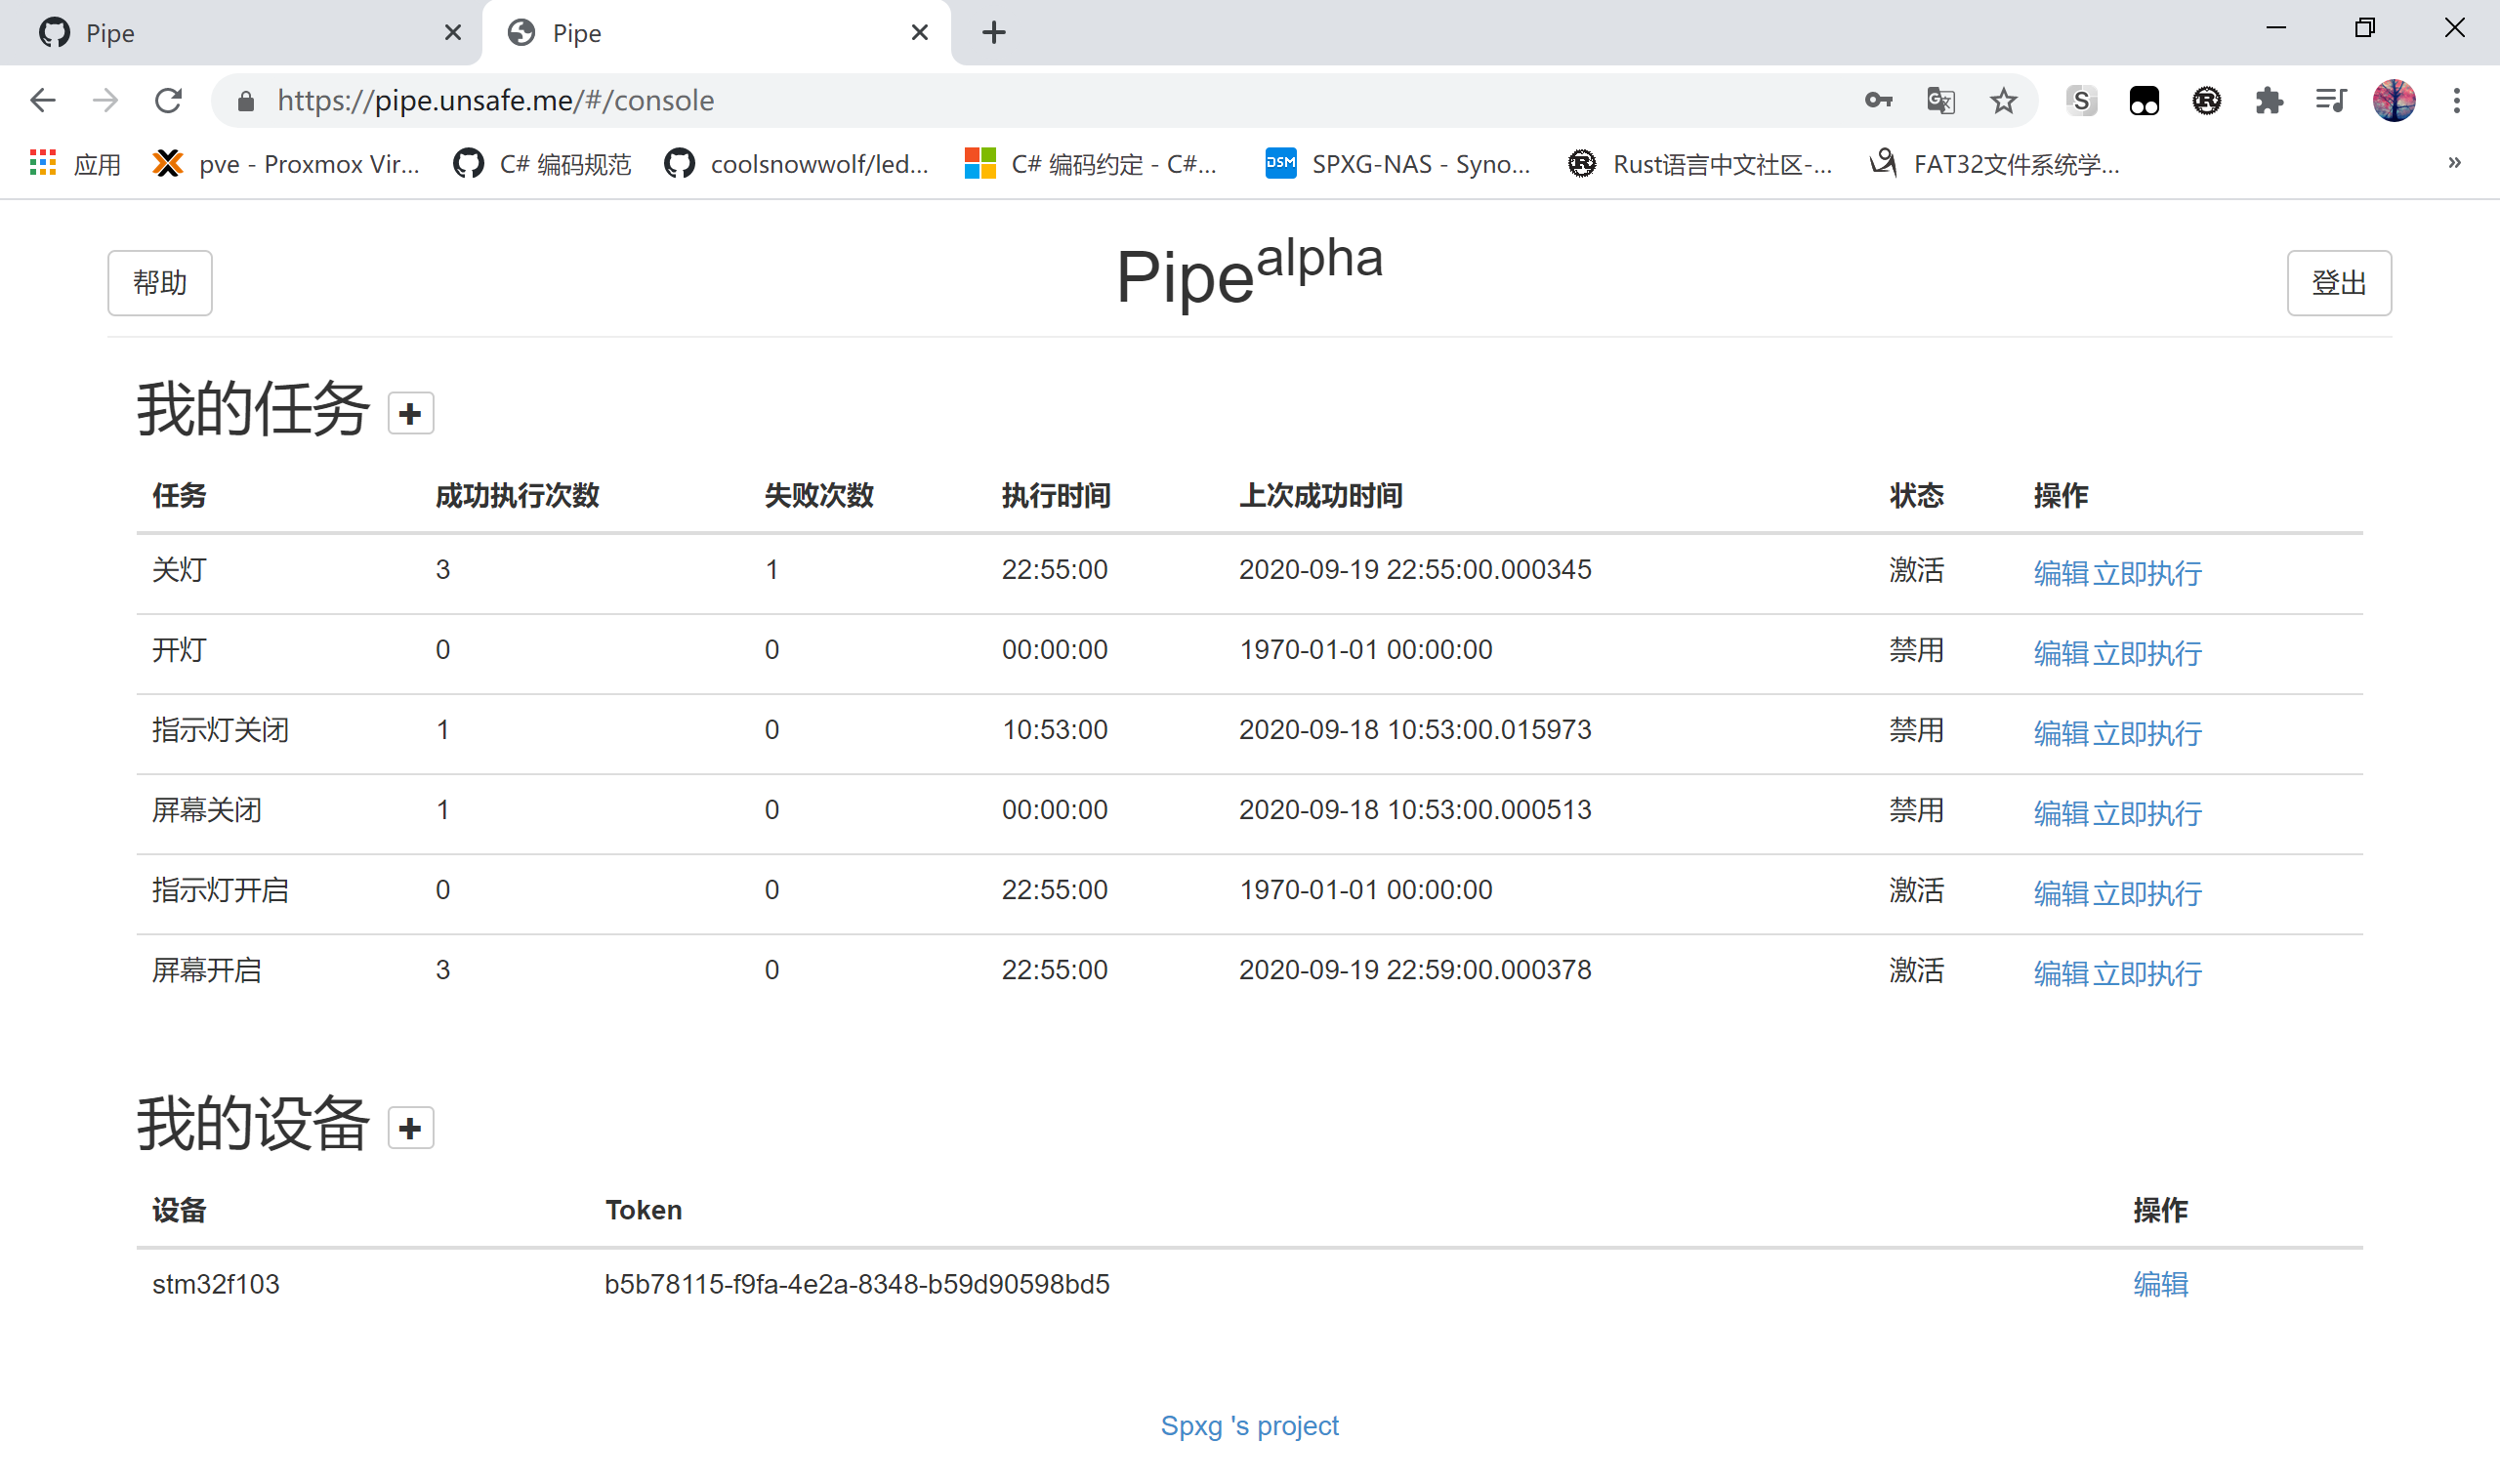 Pipe
Pipe
https://pipe.unsafe.me/#/console
应用 pve - Proxmox Vir... C# 编码规范 coolsnowwolf/led... C# 编码约定 - C#... SPXG-NAS - Syno... Rust语言中文社区-... FAT32文件系统学... »
帮助
Pipe alpha
登出
我的任务
任务 成功执行次数 失败次数 执行时间 上次成功时间 状态 操作
关灯 3 1 22:55:00 2020-09-19 22:55:00.000345 激活 编辑 立即执行
开灯 0 0 00:00:00 1970-01-01 00:00:00 禁用 编辑 立即执行
指示灯关闭 1 0 10:53:00 2020-09-18 10:53:00.015973 禁用 编辑 立即执行
屏幕关闭 1 0 00:00:00 2020-09-18 10:53:00.000513 禁用 编辑 立即执行
指示灯开启 0 0 22:55:00 1970-01-01 00:00:00 激活 编辑 立即执行
屏幕开启 3 0 22:55:00 2020-09-19 22:59:00.000378 激活 编辑 立即执行
我的设备
设备 Token 操作
stm32f103 b5b78115-f9fa-4e2a-8348-b59d90598bd5 编辑
Spxg 's project